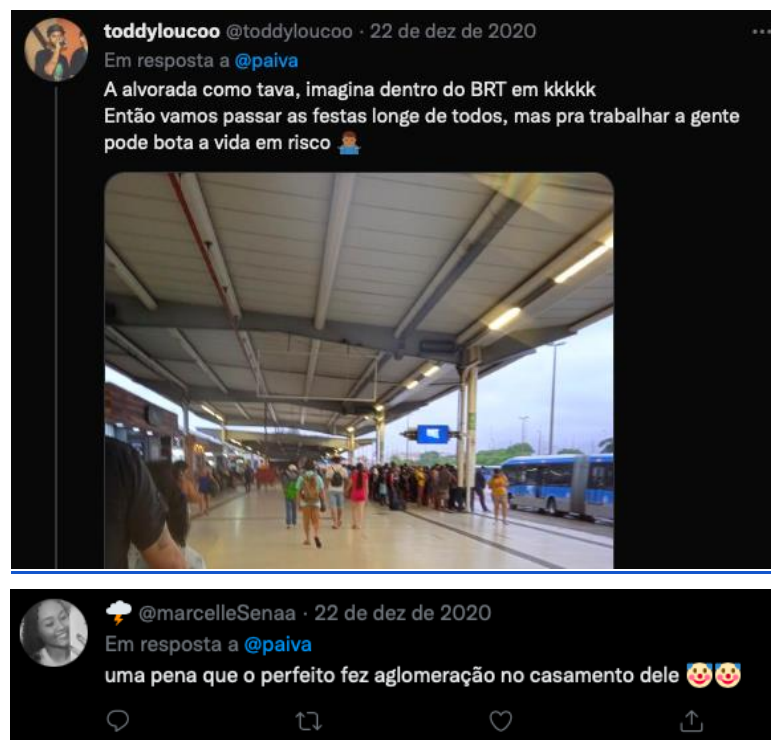 toddyloucoo @toddyloucoo · 22 de dez de 2020
Em resposta a @paiva
A alvorada como tava, imagina dentro do BRT em kkkkk
Então vamos passar as festas longe de todos, mas pra trabalhar a gente
pode bota a vida em risco 🤷🏽‍♂️
🌩️ @marcelleSenaa · 22 de dez de 2020
Em resposta a @paiva
uma pena que o perfeito fez aglomeração no casamento dele 🤡🤡